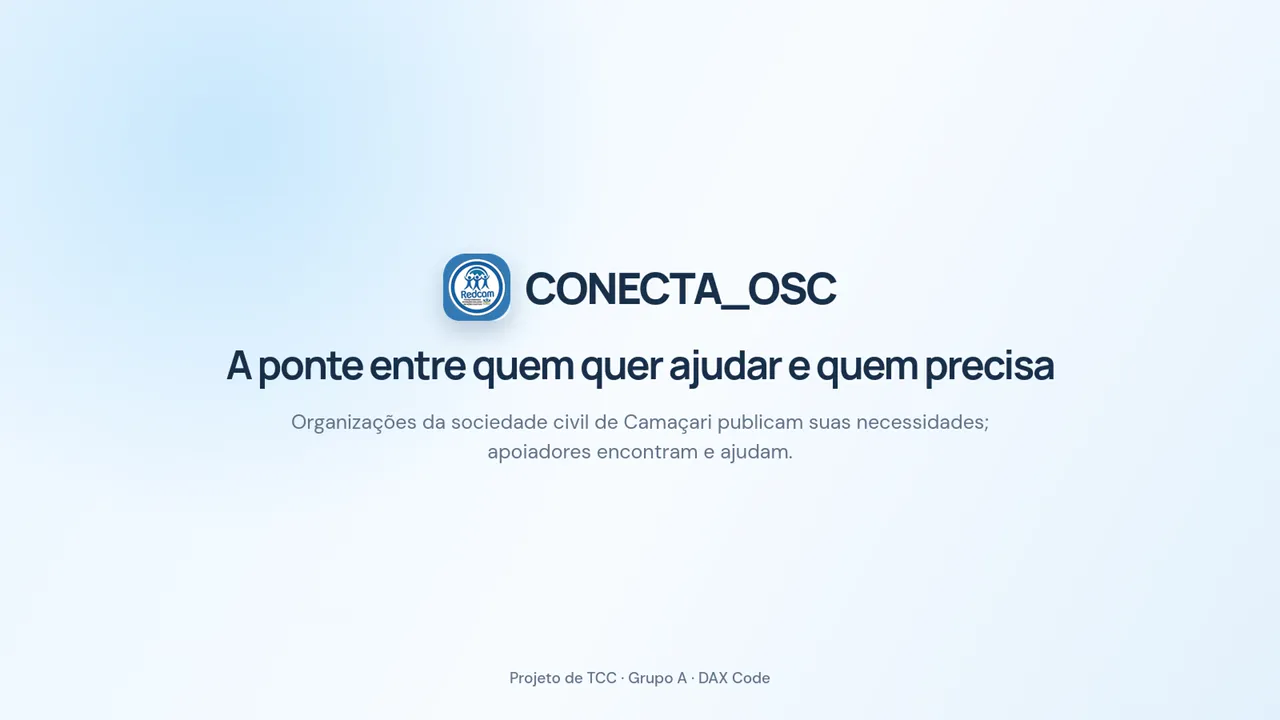 Redcam
CONECTA_OSC
A ponte entre quem quer ajudar e quem precisa
Organizações da sociedade civil de Camaçari publicam suas necessidades;
apoiadores encontram e ajudam.
Projeto de TCC · Grupo A · DAX Code